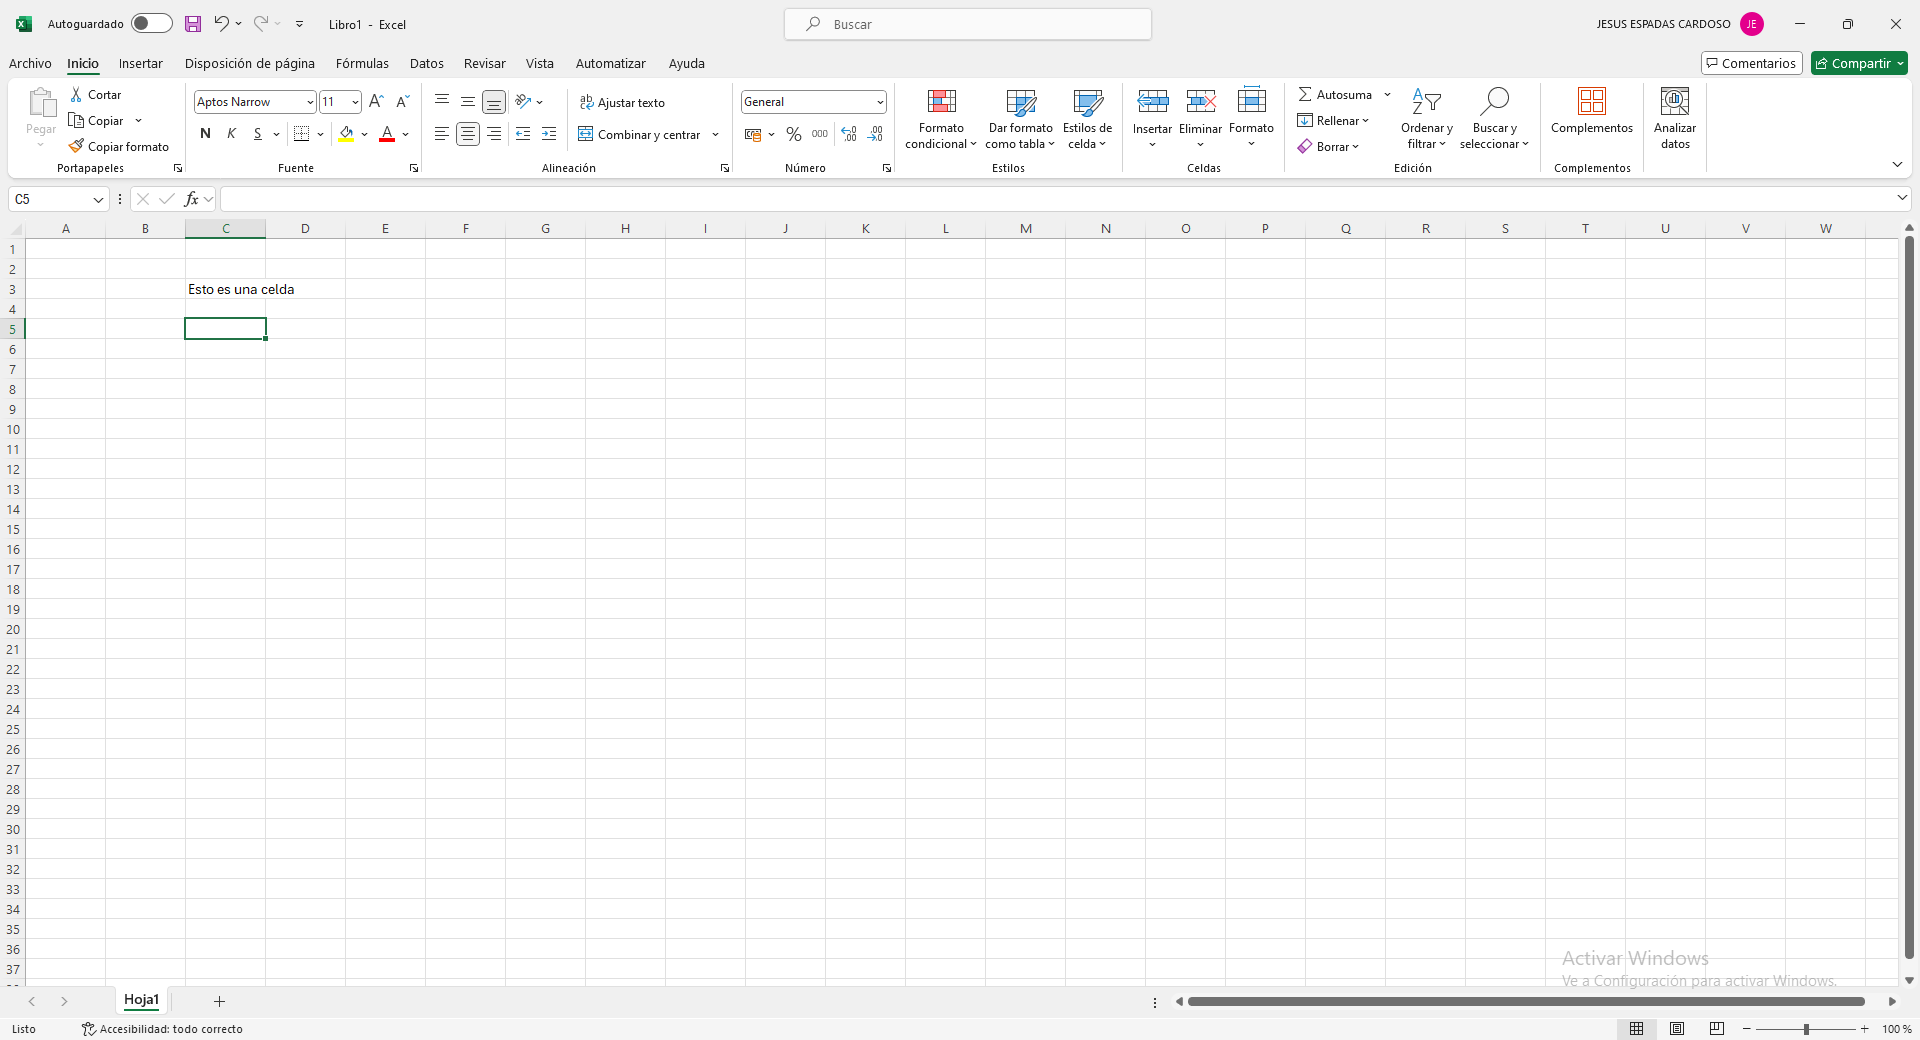 Autoguardado
Libro1 - Excel
Buscar
JESUS ESPADAS CARDOSO
JE
Archivo
Inicio
Insertar
Disposición de página
Fórmulas
Datos
Revisar
Vista
Automatizar
Ayuda
Comentarios
Compartir
Pegar
Cortar
Copiar
Copiar formato
Portapapeles
Aptos Narrow
11
N K S
Fuente
Ajustar texto
Combinar y centrar
Alineación
General
% 000
Número
Formato
condicional
Dar formato
como tabla
Estilos de
celda
Estilos
Insertar
Eliminar
Formato
Celdas
Autosuma
Rellenar
Borrar
Ordenar y
filtrar
Buscar y
seleccionar
Edición
Complementos
Complementos
Analizar
datos
C5
fx
A B C D E F G H I J K L M N O P Q R S T U V W
1
2
3 Esto es una celda
4
5
6
7
8
9
10
11
12
13
14
15
16
17
18
19
20
21
22
23
24
25
26
27
28
29
30
31
32
33
34
35
36
37
Activar Windows
Ve a Configuración para activar Windows.
Hoja1
Listo
Accesibilidad: todo correcto
100 %